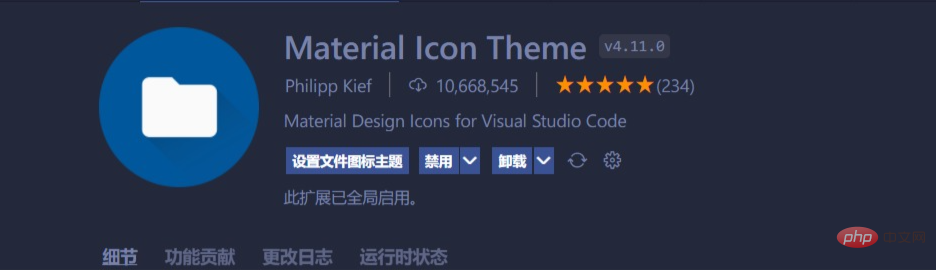 Material Icon Theme v4.11.0
Philipp Kief 10,668,545 ★★★★★(234)
Material Design Icons for Visual Studio Code
设置文件图标主题 禁用 卸载
此扩展已全局启用。
细节 功能贡献 更改日志 运行时状态
php 中文网